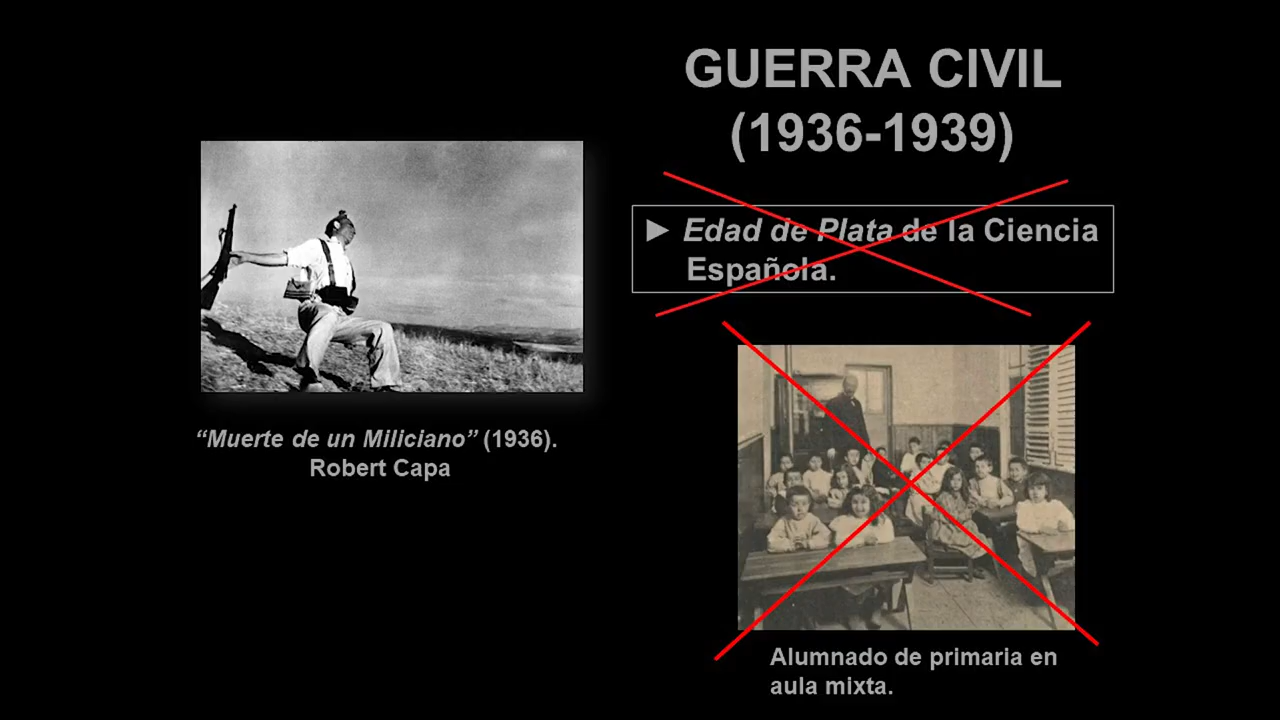 GUERRA CIVIL
(1936-1939)
► Edad de Plata de la Ciencia
Española.
“Muerte de un Miliciano” (1936).
Robert Capa
Alumnado de primaria en
aula mixta.